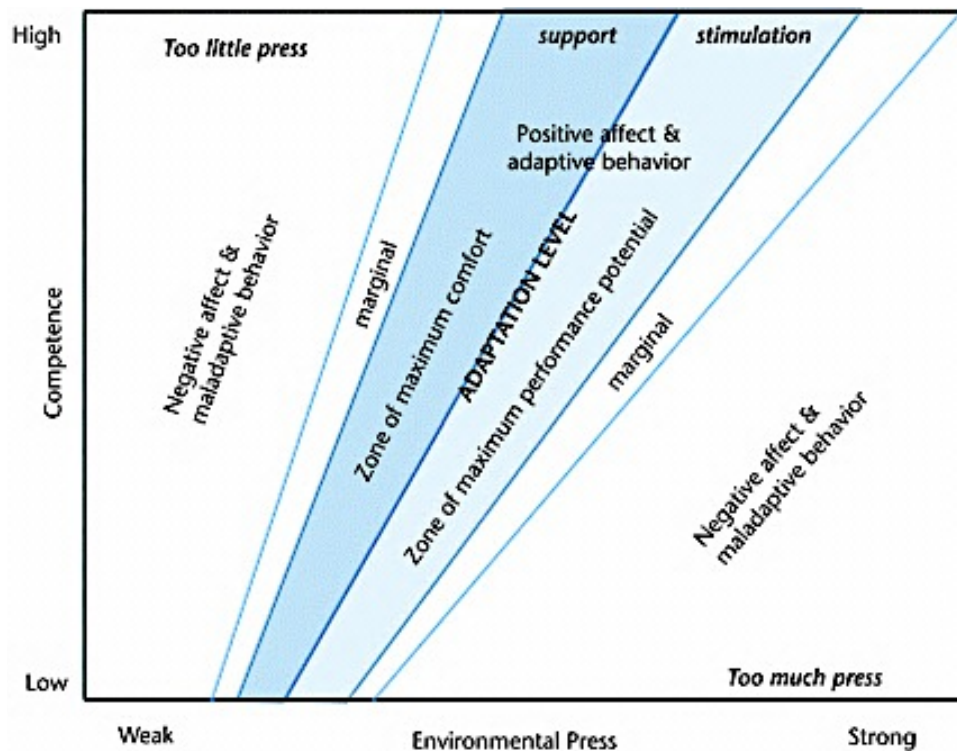 High
Too little press
support
stimulation
Positive affect &
adaptive behavior
Negative affect &
maladaptive behavior
marginal
Zone of maximum comfort
ADAPTATION LEVEL
Zone of maximum performance potential
marginal
Negative affect &
maladaptive behavior
Competence
Low
Too much press
Weak
Environmental Press
Strong